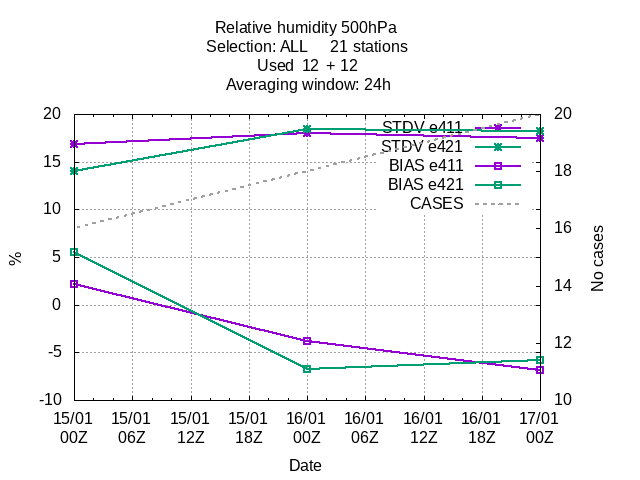 Relative humidity 500hPa
Selection: ALL 21 stations
Used 12 + 12
Averaging window: 24h
20
15
10
5
0
-5
-10
%
20
18
16
14
12
10
No cases
STDV e411
STDV e421
BIAS e411
BIAS e421
CASES
15/01 15/01 15/01 15/01 16/01 16/01 16/01 16/01 17/01
00Z 06Z 12Z 18Z 00Z 06Z 12Z 18Z 00Z
Date